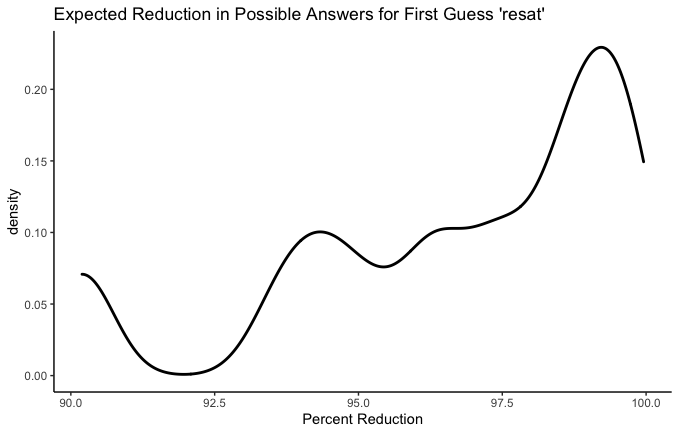 Expected Reduction in Possible Answers for First Guess 'resat'
density
0.20
0.15
0.10
0.05
0.00
90.0 92.5 95.0 97.5 100.0
Percent Reduction